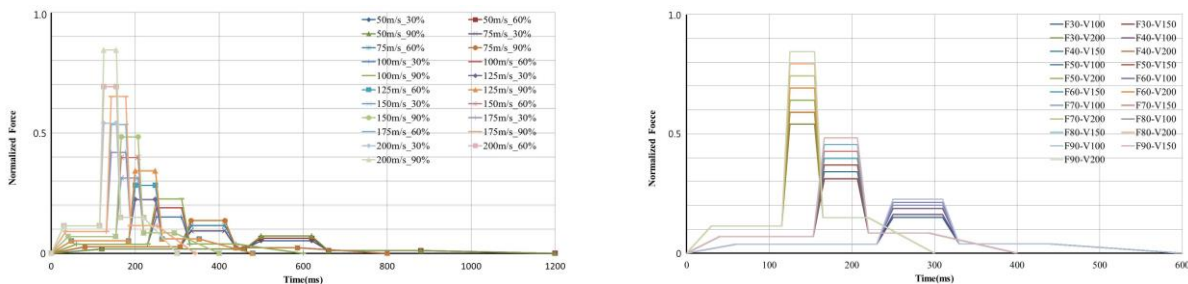 1.0
0.5
0
0 200 400 600 800 1000 1200
Time(ms)
Normalized Force
50m/s_30% 50m/s_60%
50m/s_90% 75m/s_30%
75m/s_60% 75m/s_90%
100m/s_30% 100m/s_60%
100m/s_90% 125m/s_30%
125m/s_60% 125m/s_90%
150m/s_30% 150m/s_60%
150m/s_90% 175m/s_30%
175m/s_60% 175m/s_90%
200m/s_30% 200m/s_60%
200m/s_90%
1.0
0.5
0
0 100 200 300 400 500 600
Time(ms)
Normalized Foece
F30-V100 F30-V150
F30-V200 F40-V100
F40-V150 F40-V200
F50-V100 F50-V150
F50-V200 F60-V100
F60-V150 F60-V200
F70-V100 F70-V150
F70-V200 F80-V100
F80-V150 F80-V200
F90-V100 F90-V150
F90-V200